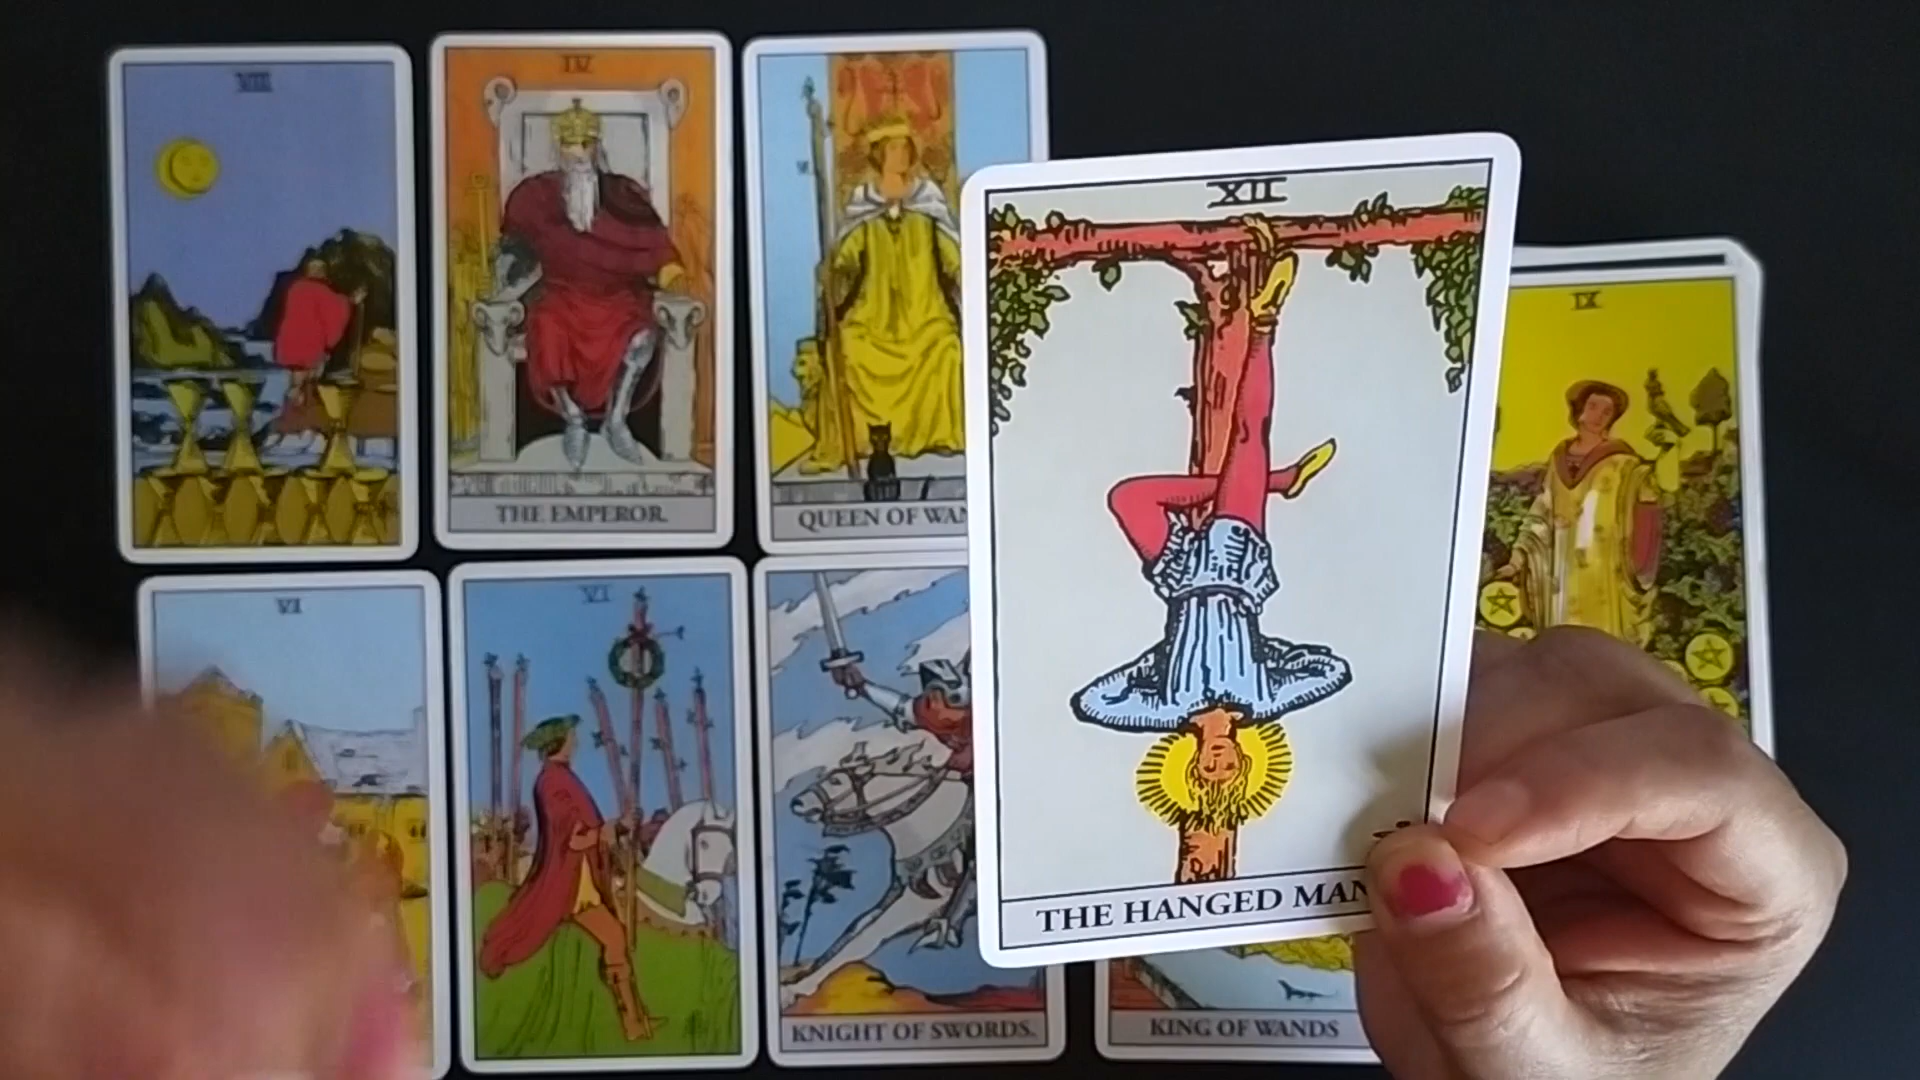 VIII
IV
THE EMPEROR.
QUEEN OF WAN
XII
THE HANGED MAN
IX
VI
VI
KNIGHT OF SWORDS.
KING OF WANDS